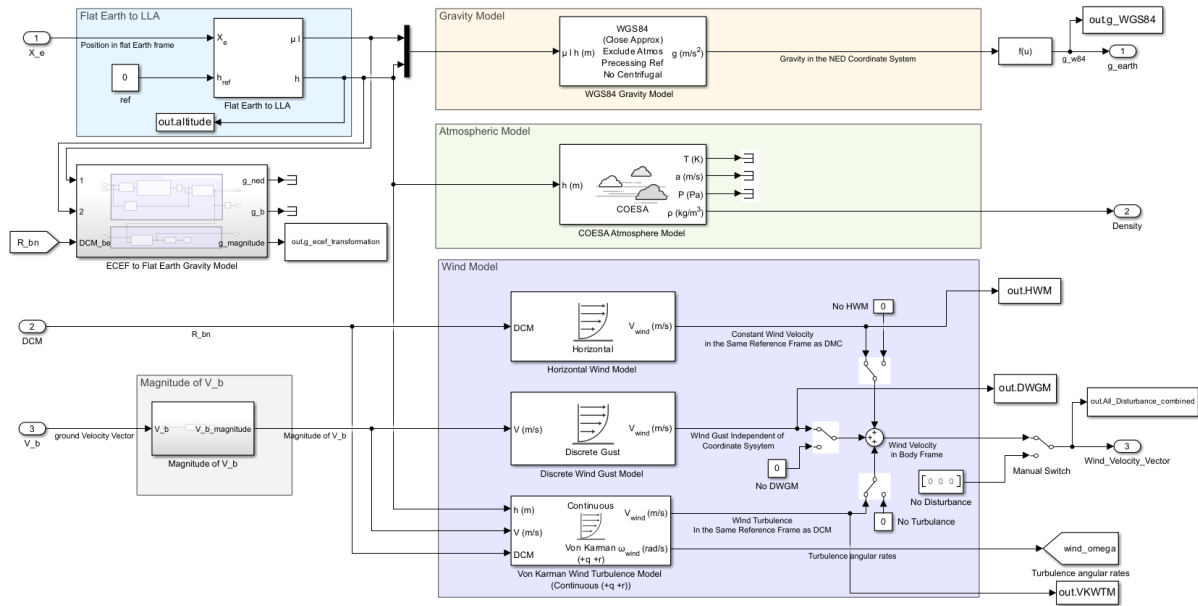 Flat Earth to LLA
1
X_e
Position in flat Earth frame
X_e
μ l
0
ref
h_ref
h
Flat Earth to LLA
out.altitude
Gravity Model
μ l h (m)
WGS84
(Close Approx)
Exclude Atmos
Precessing Ref
No Centrifugal
g (m/s²)
WGS84 Gravity Model
Gravity in the NED Coordinate System
f(u)
g_w84
out.g_WGS84
1
g_earth
Atmospheric Model
h (m)
COESA
T (K)
a (m/s)
P (Pa)
ρ (kg/m³)
COESA Atmosphere Model
2
Density
1
2
DCM_be
g_ned
g_b
g_magnitude
R_bn
out.g_ecef_transformation
ECEF to Flat Earth Gravity Model
2
DCM
R_bn
Magnitude of V_b
3
V_b
ground Velocity Vector
V_b
V_b_magnitude
Magnitude of V_b
Magnitude of V_b
Wind Model
DCM
Horizontal
V_wind (m/s)
Horizontal Wind Model
Constant Wind Velocity
in the Same Reference Frame as DMC
No HWM
0
out.HWM
V (m/s)
Discrete Gust
V_wind (m/s)
Discrete Wind Gust Model
WInd Gust Independent of
Coordinate Sysytem
0
No DWGM
out.DWGM
+
+
+
Wind Velocity
in Body Frame
Manual Switch
[0 0 0]
No Disturbance
out.All_Disturbance_combined
3
Wind_Velocity_Vector
h (m)
V (m/s)
DCM
Continuous
Von Karman
(+q +r)
V_wind (m/s)
ω_wind (rad/s)
Von Karman Wind Turbulence Model
(Continuous (+q +r))
WInd Turbulence
In the Same Reference Frame as DCM
0
No Turbulance
Turbulence angular rates
wind_omega
Turbulence angular rates
out.VKWTM